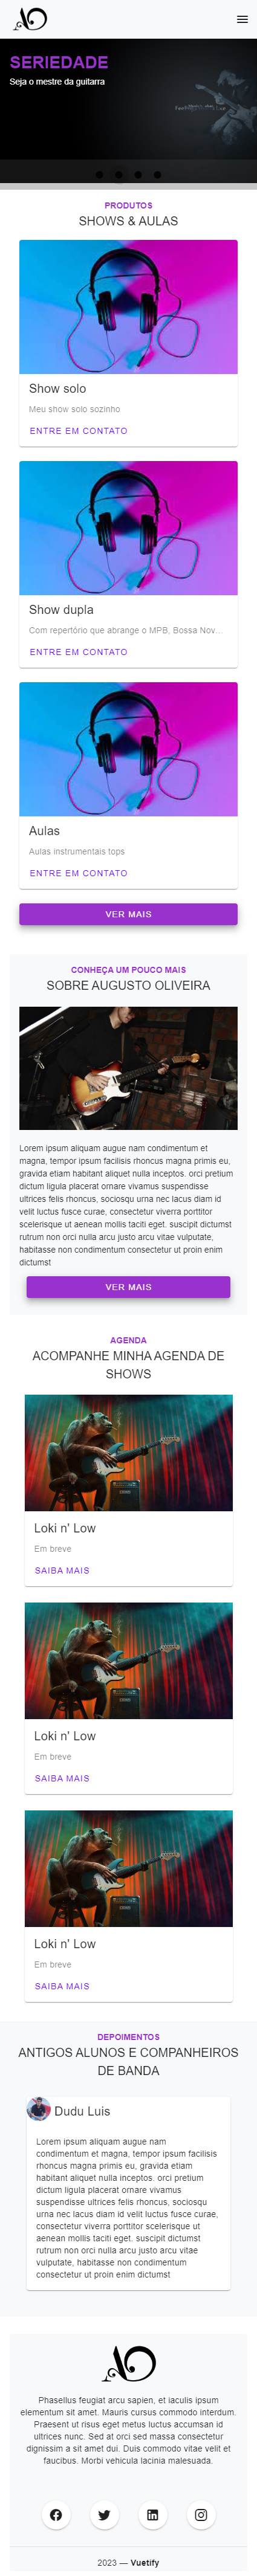 SERIEDADE
Seja o mestre da guitarra
PRODUTOS
SHOWS & AULAS
Show solo
Meu show solo sozinho
ENTRE EM CONTATO
Show dupla
Com repertório que abrange o MPB, Bossa Nov...
ENTRE EM CONTATO
Aulas
Aulas instrumentais tops
ENTRE EM CONTATO
VER MAIS
CONHEÇA UM POUCO MAIS
SOBRE AUGUSTO OLIVEIRA
Lorem ipsum aliquam augue nam condimentum et
magna, tempor ipsum facilisis rhoncus magna primis eu,
gravida etiam habitant aliquet nulla inceptos. orci pretium
dictum ligula placerat ornare vivamus suspendisse
ultrices felis rhoncus, sociosqu urna nec lacus diam id
velit luctus fusce curae, consectetur viverra porttitor
scelerisque ut aenean mollis taciti eget. suscipit dictumst
rutrum non orci nulla arcu justo arcu vitae vulputate,
habitasse non condimentum consectetur ut proin enim
dictumst
VER MAIS
AGENDA
ACOMPANHE MINHA AGENDA DE
SHOWS
Loki n' Low
Em breve
SAIBA MAIS
Loki n' Low
Em breve
SAIBA MAIS
Loki n' Low
Em breve
SAIBA MAIS
DEPOIMENTOS
ANTIGOS ALUNOS E COMPANHEIROS
DE BANDA
Dudu Luis
Lorem ipsum aliquam augue nam
condimentum et magna, tempor ipsum facilisis
rhoncus magna primis eu, gravida etiam
habitant aliquet nulla inceptos. orci pretium
dictum ligula placerat ornare vivamus
suspendisse ultrices felis rhoncus, sociosqu
urna nec lacus diam id velit luctus fusce curae,
consectetur viverra porttitor scelerisque ut
aenean mollis taciti eget. suscipit dictumst
rutrum non orci nulla arcu justo arcu vitae
vulputate, habitasse non condimentum
consectetur ut proin enim dictumst
Phasellus feugiat arcu sapien, et iaculis ipsum
elementum sit amet. Mauris cursus commodo interdum.
Praesent ut risus eget metus luctus accumsan id
ultrices nunc. Sed at orci sed massa consectetur
dignissim a sit amet dui. Duis commodo vitae velit et
faucibus. Morbi vehicula lacinia malesuada.
2023 — Vuetify